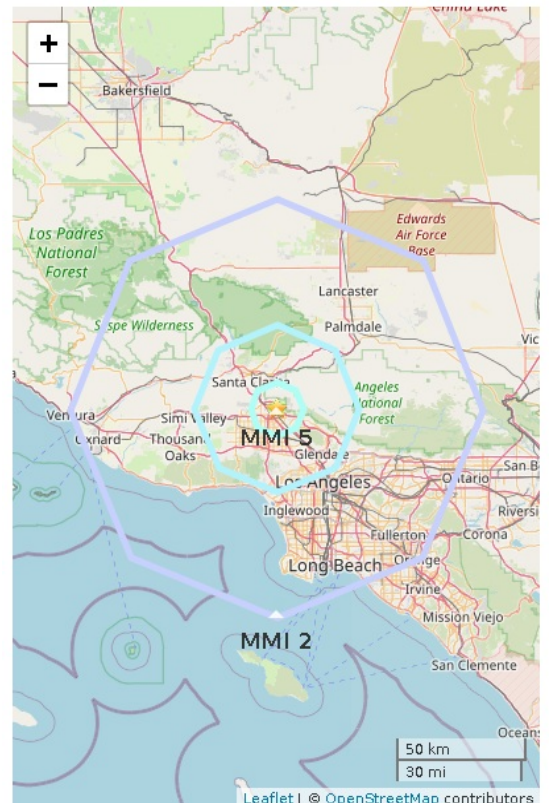 China Lake
+
−
Bakersfield
Edwards
Air Force
Base
Los Padres
National
Forest
Lancaster
Sespe Wilderness
Palmdale
Vic
Santa Clarita
Angeles
National
Forest
Ventura
Simi Valley
Oxnard
Thousand
Oaks
MMI 5
Glendale
San B
Los Angeles
Ontario
Inglewood
Riversi
Fullerton
Corona
Long Beach
Orange
Irvine
Mission Viejo
MMI 2
San Clemente
Oceans
50 km
30 mi
Leaflet | © OpenStreetMap contributors